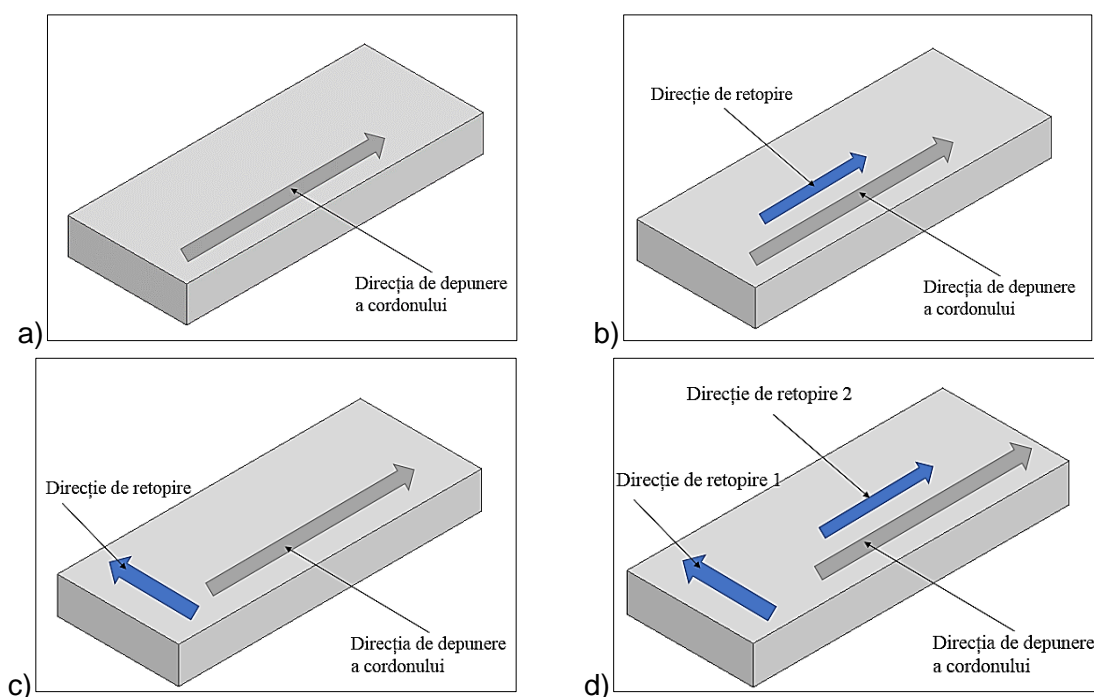 Direcția de depunere
a cordonului
a)
Direcție de retopire
Direcția de depunere
a cordonului
b)
Direcție de retopire
Direcția de depunere
a cordonului
c)
Direcție de retopire 2
Direcție de retopire 1
Direcția de depunere
a cordonului
d)